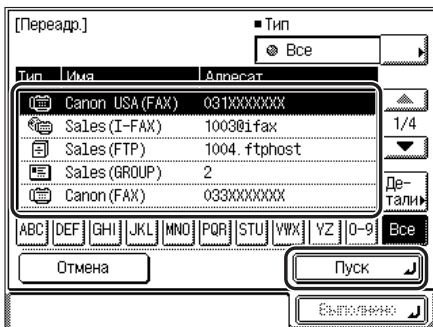 [Переадр.]
■ Тип
Все
Тип Имя Адресат
Canon USA(FAX) 031XXXXXXX
Sales(I-FAX) 1003@ifax
Sales(FTP) 1004.ftphost
Sales(GROUP) 2
Canon(FAX) 033XXXXXXX
1/4
Де-
тали
ABC DEF GHI JKL MNO PQR STU VWX YZ 0-9 Все
Отмена Пуск
Выполнено